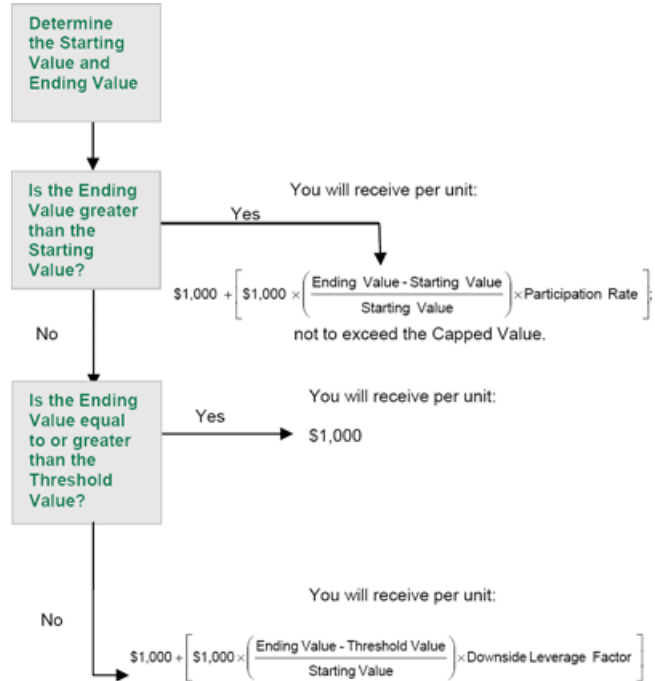 Determine
the Starting
Value and
Ending Value
Is the Ending
Value greater
than the
Starting
Value?
Yes
You will receive per unit:
$1,000 + [ $1,000 × ( Ending Value - Starting Value / Starting Value ) × Participation Rate ];
not to exceed the Capped Value.
No
Is the Ending
Value equal
to or greater
than the
Threshold
Value?
Yes
You will receive per unit:
$1,000
No
You will receive per unit:
$1,000 + [ $1,000 × ( Ending Value - Threshold Value / Starting Value ) × Downside Leverage Factor ]